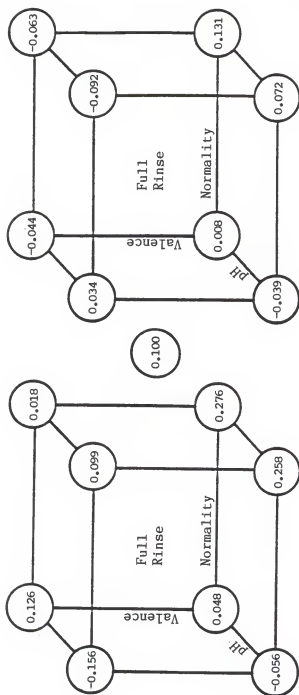 0.126 0.018
-0.156 0.099
Valence
Full
Rinse
Normality
0.048 0.276
pH
-0.056 0.258
0.100
-0.044 -0.063
0.034 -0.092
Valence
Full
Rinse
Normality
0.008 0.131
pH
-0.039 0.072